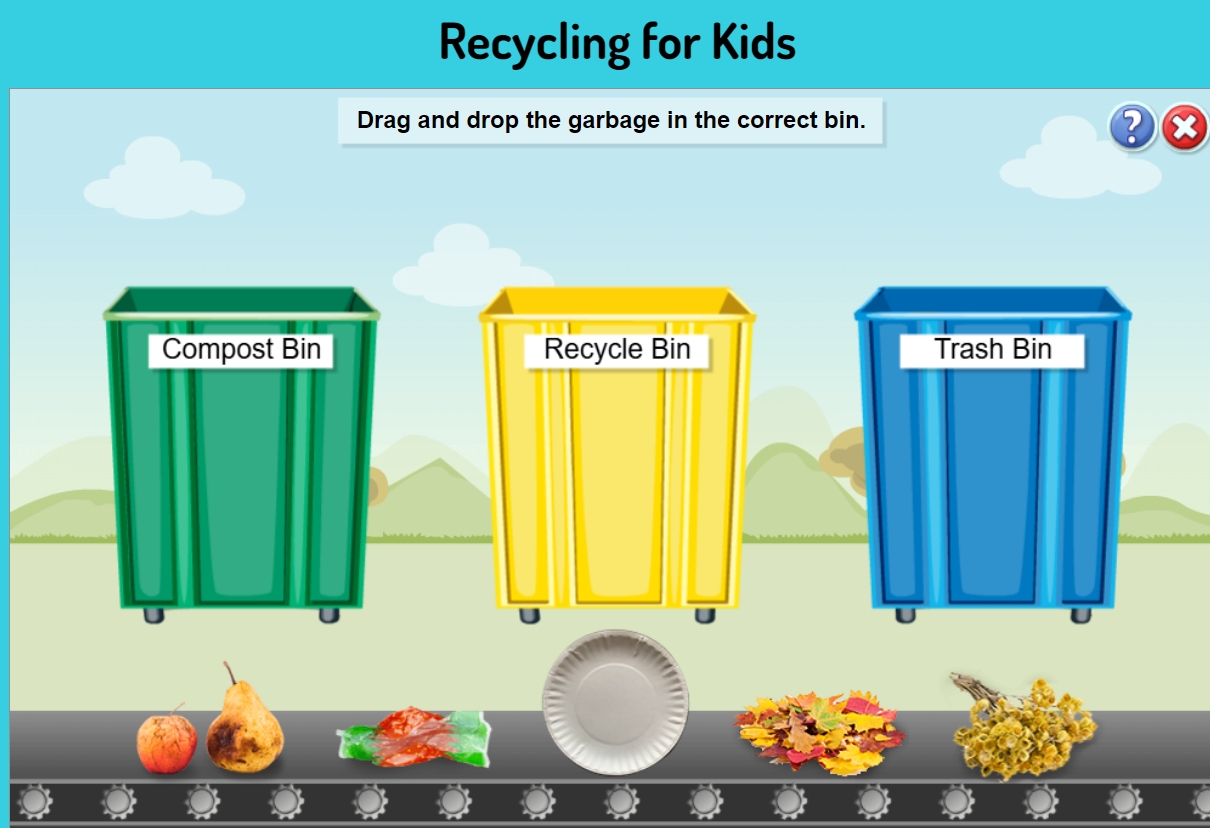 Recycling for Kids
Drag and drop the garbage in the correct bin.
?
Compost Bin
Recycle Bin
Trash Bin